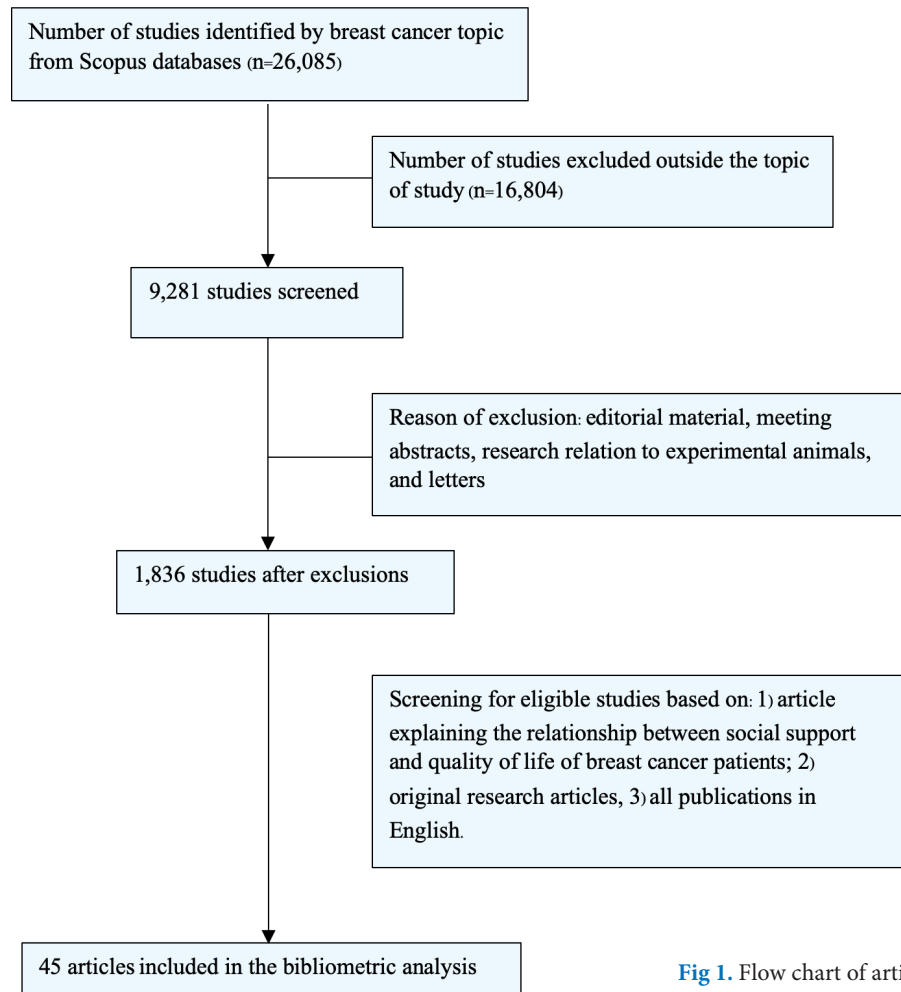 Number of studies identified by breast cancer topic
from Scopus databases (n=26,085)
Number of studies excluded outside the topic
of study (n=16,804)
9,281 studies screened
Reason of exclusion: editorial material, meeting
abstracts, research relation to experimental animals,
and letters
1,836 studies after exclusions
Screening for eligible studies based on: 1) article
explaining the relationship between social support
and quality of life of breast cancer patients; 2)
original research articles, 3) all publications in
English.
45 articles included in the bibliometric analysis
Fig 1. Flow chart of arti